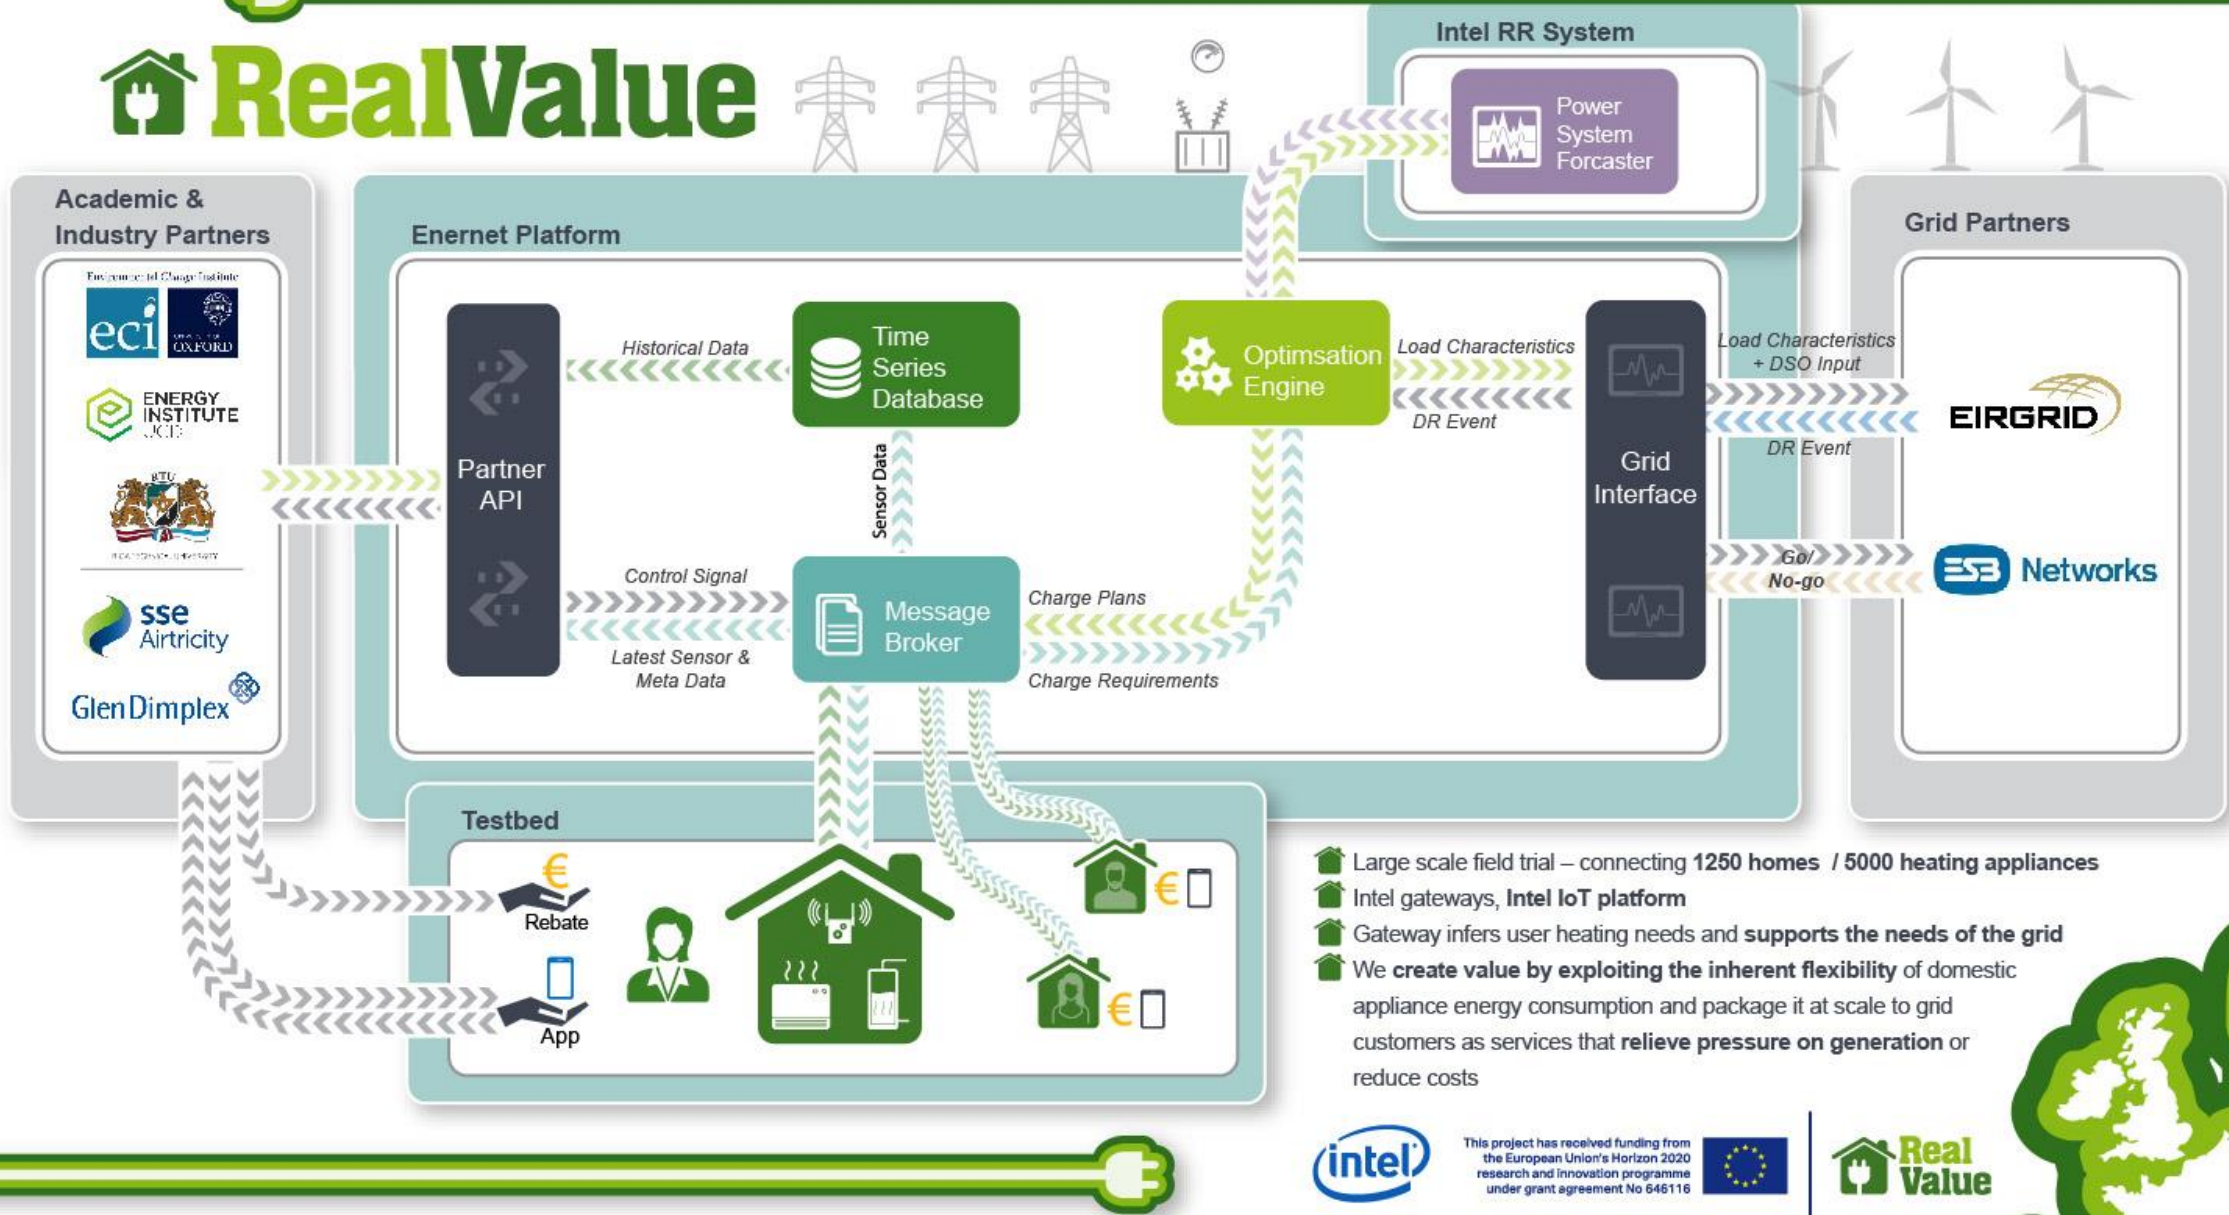 RealValue
Intel RR System
Power
System
Forcaster
Academic &
Industry Partners
Environmental Change Institute
eci
OXFORD
ENERGY
INSTITUTE
UCD
RTU
sse
Airtricity
GlenDimplex
Enernet Platform
Partner
API
Historical Data
Time
Series
Database
Sensor Data
Control Signal
Latest Sensor &
Meta Data
Message
Broker
Charge Plans
Charge Requirements
Optimsation
Engine
Load Characteristics
DR Event
Grid
Interface
Load Characteristics
+ DSO Input
DR Event
Go/
No-go
Grid Partners
EIRGRID
ESB Networks
Testbed
€
Rebate
App
€
€
Large scale field trial – connecting 1250 homes / 5000 heating appliances
Intel gateways, Intel IoT platform
Gateway infers user heating needs and supports the needs of the grid
We create value by exploiting the inherent flexibility of domestic
appliance energy consumption and package it at scale to grid
customers as services that relieve pressure on generation or
reduce costs
intel
This project has received funding from
the European Union's Horizon 2020
research and innovation programme
under grant agreement No 646116
Real
Value